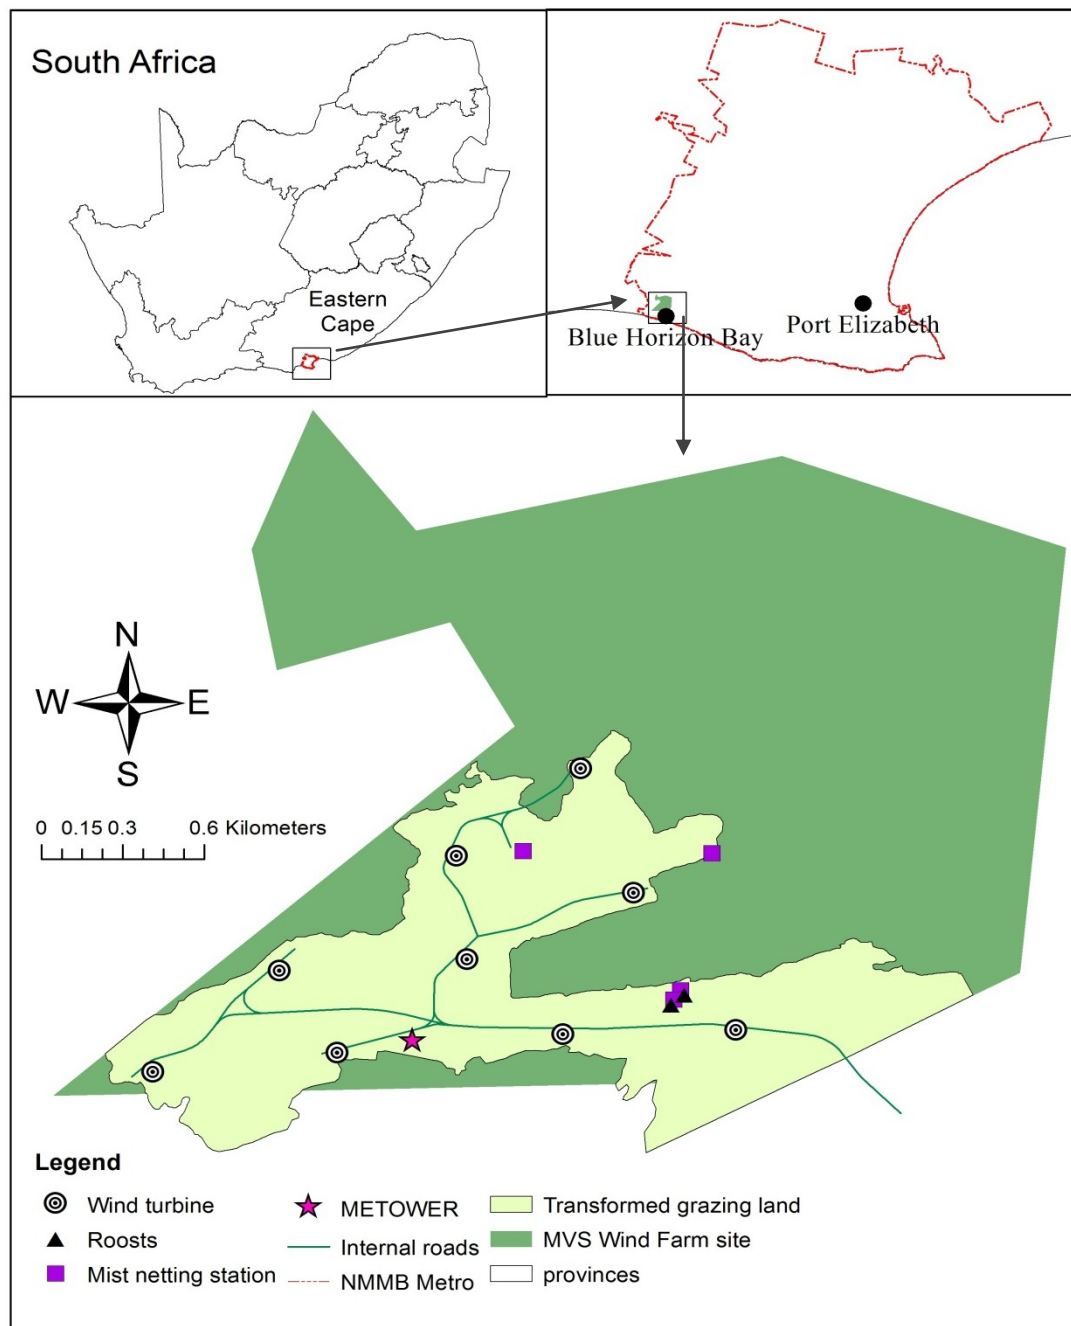 South Africa
Eastern
Cape
Blue Horizon Bay
Port Elizabeth
N
W
E
S
0 0.15 0.3 0.6 Kilometers
Legend
Wind turbine
Roosts
Mist netting station
METOWER
Internal roads
NMMB Metro
Transformed grazing land
MVS Wind Farm site
provinces